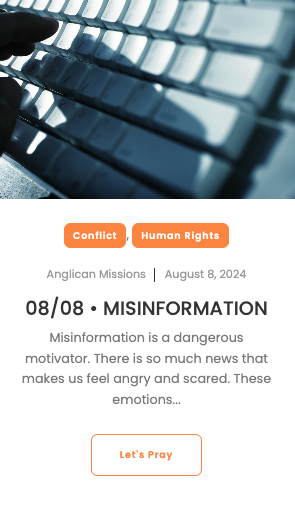 Conflict, Human Rights
Anglican Missions | August 8, 2024
08/08 • MISINFORMATION
Misinformation is a dangerous
motivator. There is so much news that
makes us feel angry and scared. These
emotions...
Let's Pray